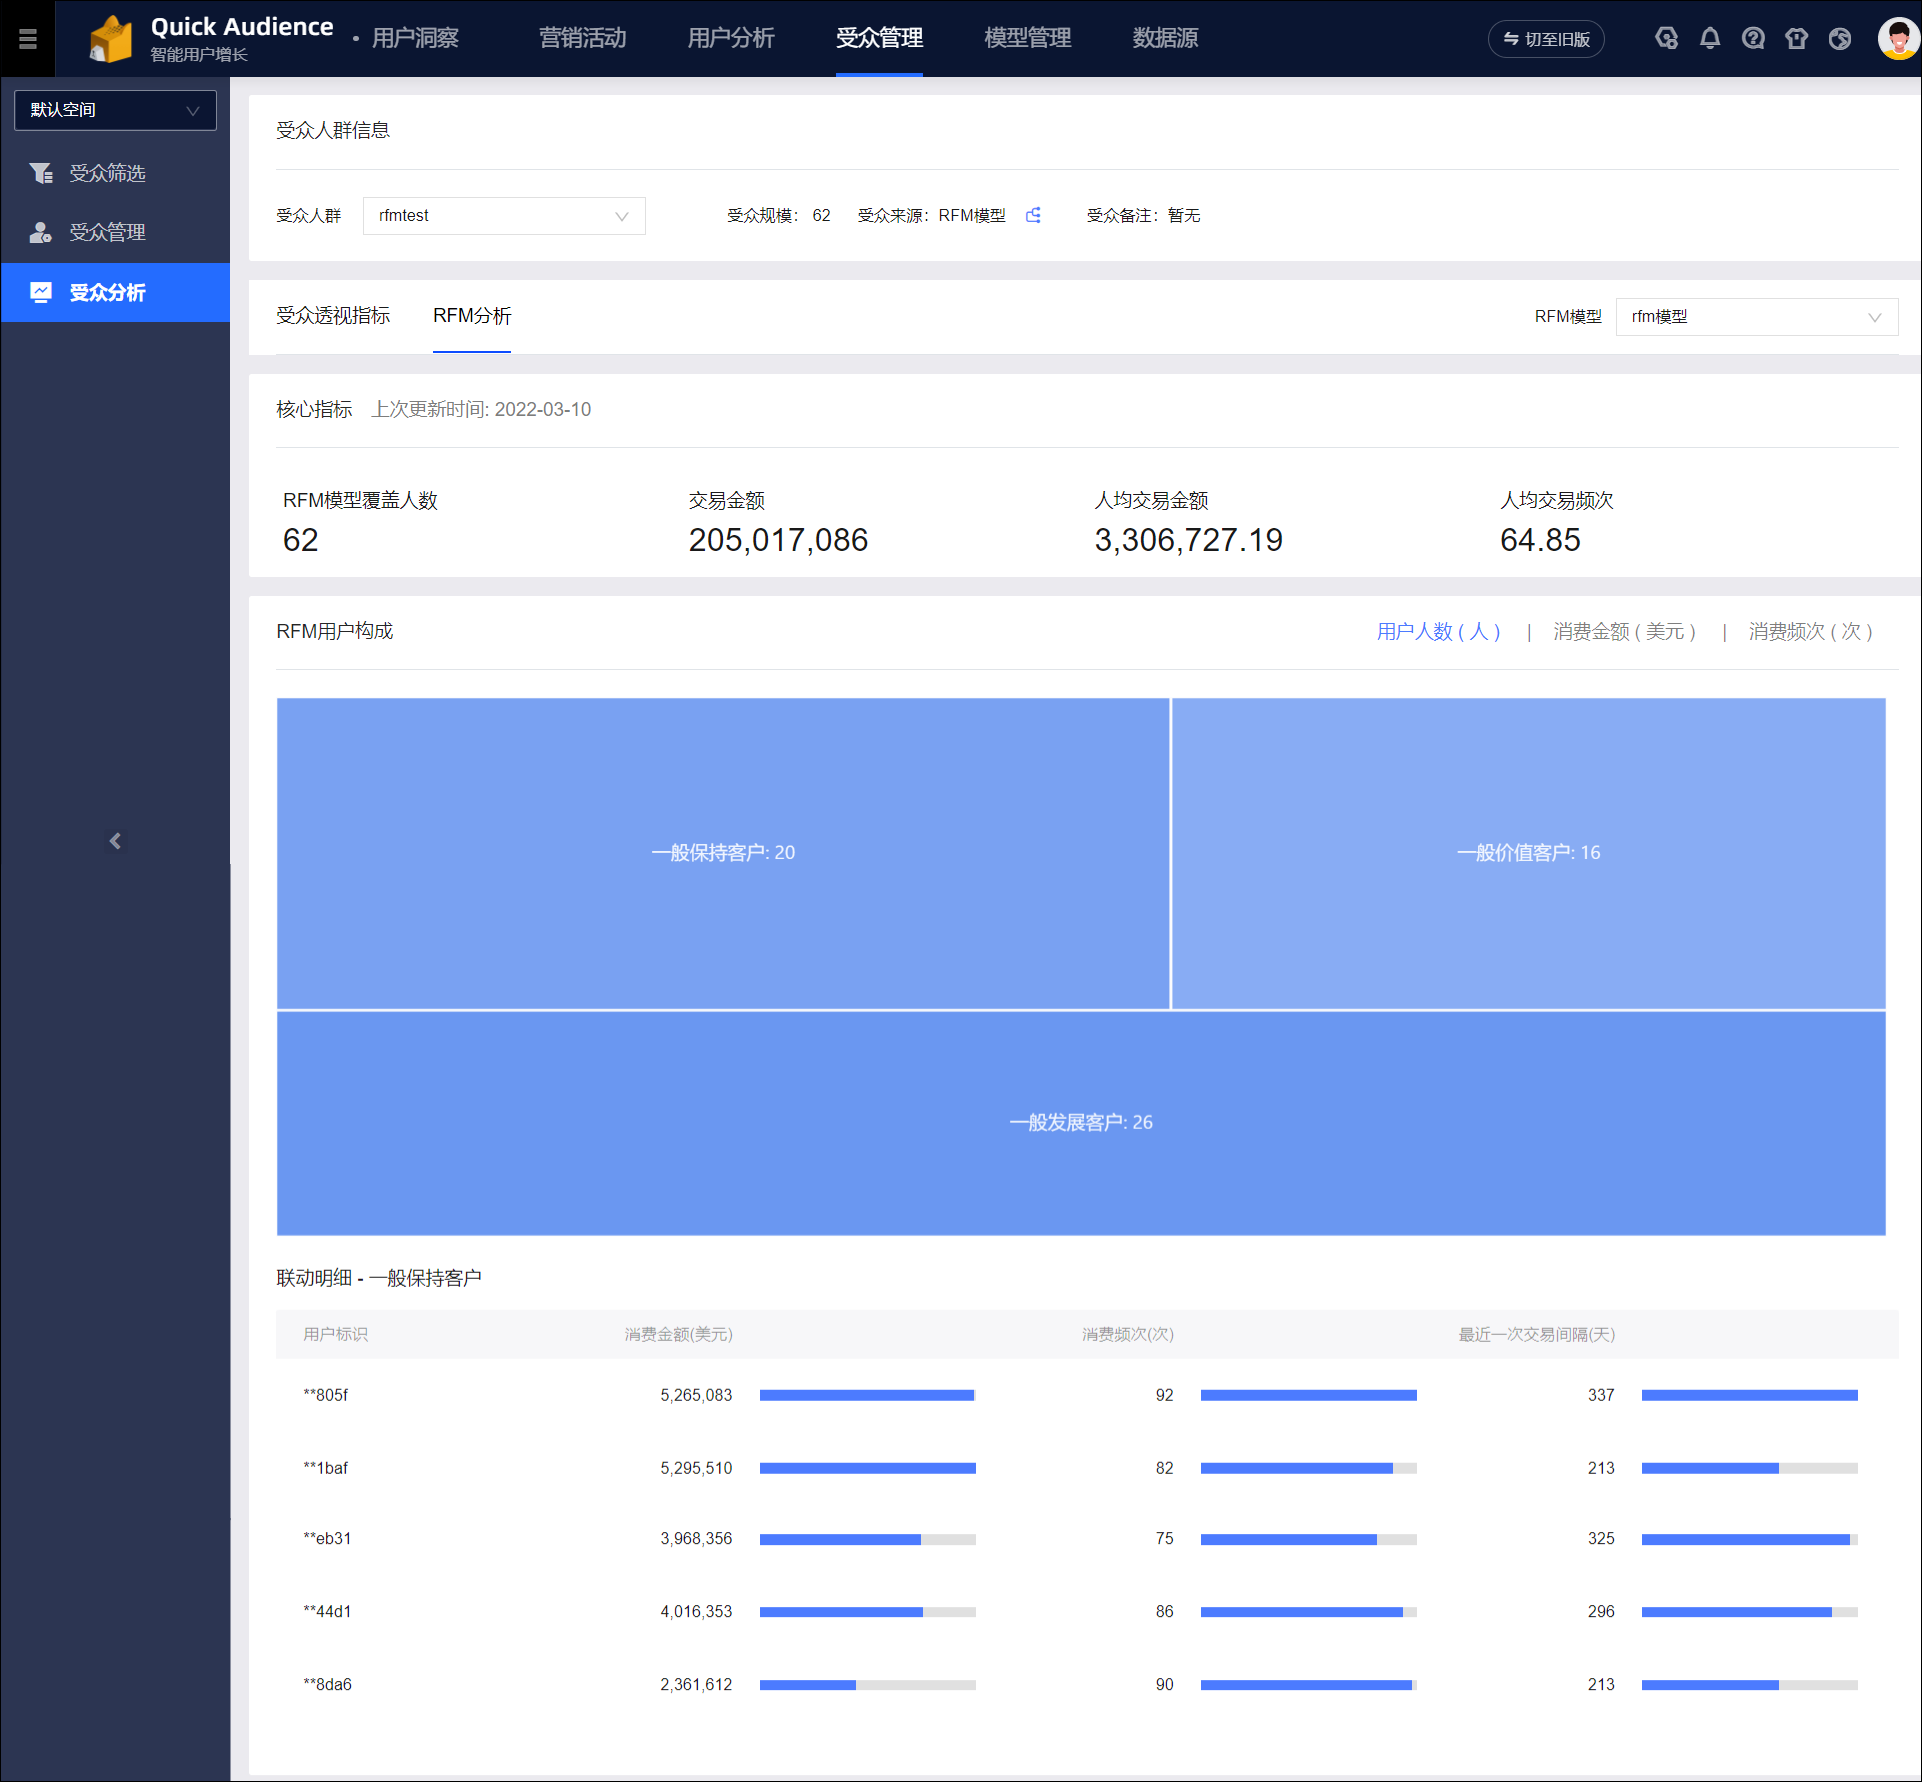 Quick Audience
智能用户增长
· 用户洞察 营销活动 用户分析 受众管理 模型管理 数据源 切至旧版
默认空间
受众筛选
受众管理
受众分析
受众人群信息
受众人群 rfmtest 受众规模: 62 受众来源: RFM模型 受众备注: 暂无
受众透视指标 RFM分析 RFM模型 rfm模型
核心指标 上次更新时间: 2022-03-10
RFM模型覆盖人数 交易金额 人均交易金额 人均交易频次
62 205,017,086 3,306,727.19 64.85
RFM用户构成 用户人数 ( 人 ) | 消费金额 ( 美元 ) | 消费频次 ( 次 )
一般保持客户: 20 一般价值客户: 16
一般发展客户: 26
联动明细 - 一般保持客户
用户标识 消费金额(美元) 消费频次(次) 最近一次交易间隔(天)
**805f 5,265,083 92 337
**1baf 5,295,510 82 213
**eb31 3,968,356 75 325
**44d1 4,016,353 86 296
**8da6 2,361,612 90 213